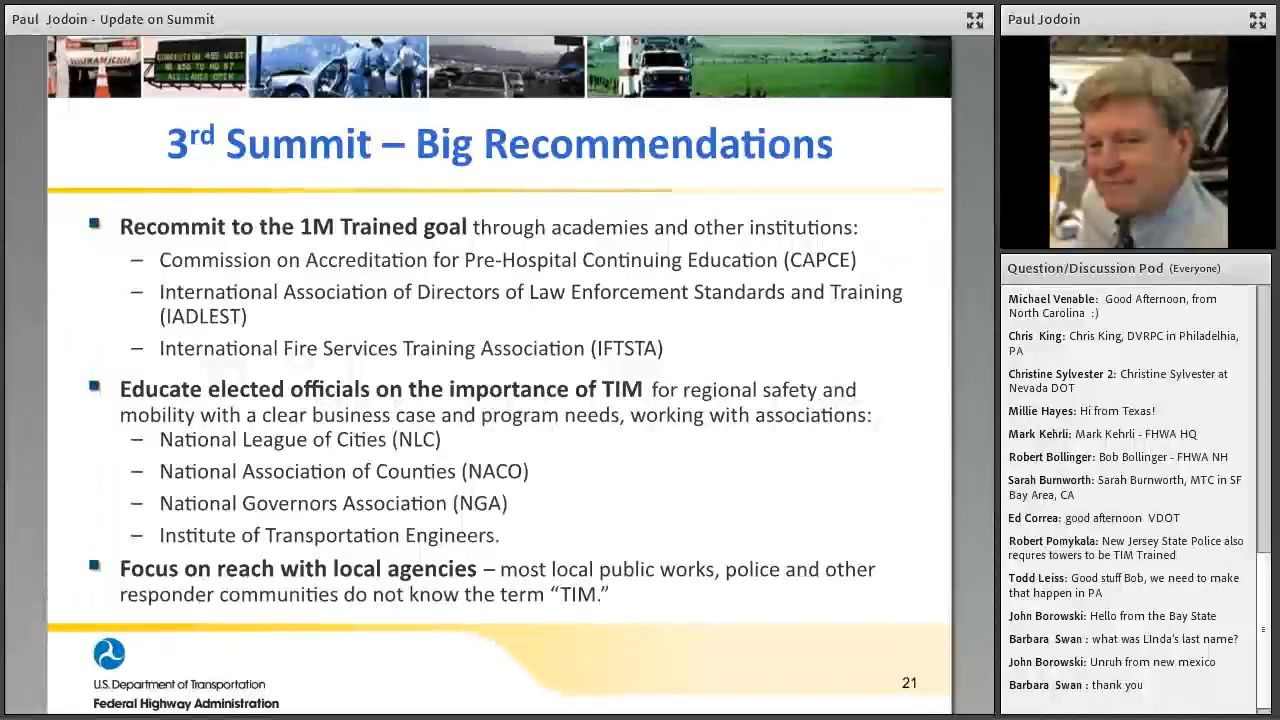 Paul Jodoin - Update on Summit
3rd Summit – Big Recommendations
Recommit to the 1M Trained goal through academies and other institutions:
– Commission on Accreditation for Pre-Hospital Continuing Education (CAPCE)
– International Association of Directors of Law Enforcement Standards and Training
(IADLEST)
– International Fire Services Training Association (IFTSTA)
Educate elected officials on the importance of TIM for regional safety and
mobility with a clear business case and program needs, working with associations:
– National League of Cities (NLC)
– National Association of Counties (NACO)
– National Governors Association (NGA)
– Institute of Transportation Engineers.
Focus on reach with local agencies – most local public works, police and other
responder communities do not know the term “TIM.”
U.S. Department of Transportation
Federal Highway Administration
21
Paul Jodoin
Question/Discussion Pod (Everyone)
Michael Venable: Good Afternoon, from
North Carolina :)
Chris King: Chris King, DVRPC in Philadelhia,
PA
Christine Sylvester 2: Christine Sylvester at
Nevada DOT
Millie Hayes: Hi from Texas!
Mark Kehrli: Mark Kehrli - FHWA HQ
Robert Bollinger: Bob Bollinger - FHWA NH
Sarah Burnworth: Sarah Burnworth, MTC in SF
Bay Area, CA
Ed Correa: good afternoon VDOT
Robert Pomykala: New Jersey State Police also
requres towers to be TIM Trained
Todd Leiss: Good stuff Bob, we need to make
that happen in PA
John Borowski: Hello from the Bay State
Barbara Swan : what was LInda's last name?
John Borowski: Unruh from new mexico
Barbara Swan : thank you